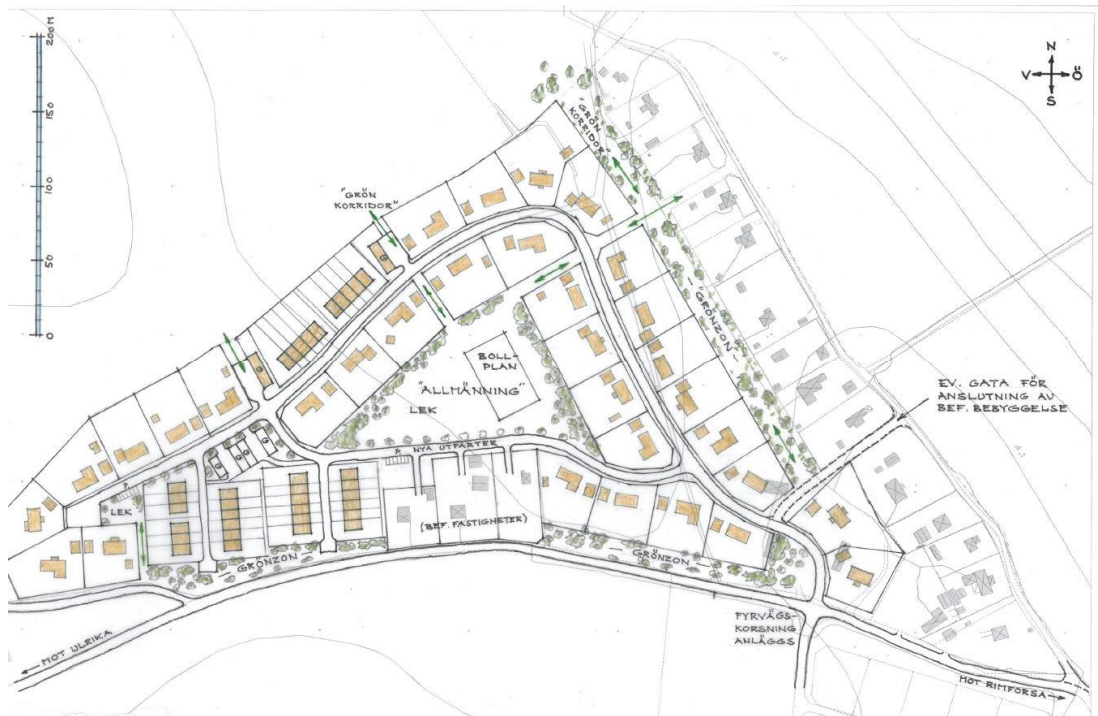 200 M
150
100
50
0
N
V Ö
S
"GRÖN
KORRIDOR"
"GRÖN
KORRIDOR"
G
G
- "GRÖNZON -
BOLL-
PLAN
"ALLMÄNNING"
LEK
EV. GATA FÖR
ANSLUTNING AV
BEF. BEBYGGELSE
P. NYA UTFARTER
G
G
G
G
P.
LEK
(BEF. FASTIGHETER)
- GRÖNZON -
- GRÖNZON -
FYRVÄGS-
KORSNING
ANLÄGGS
← MOT ULRIKA
MOT RIMFORSA →